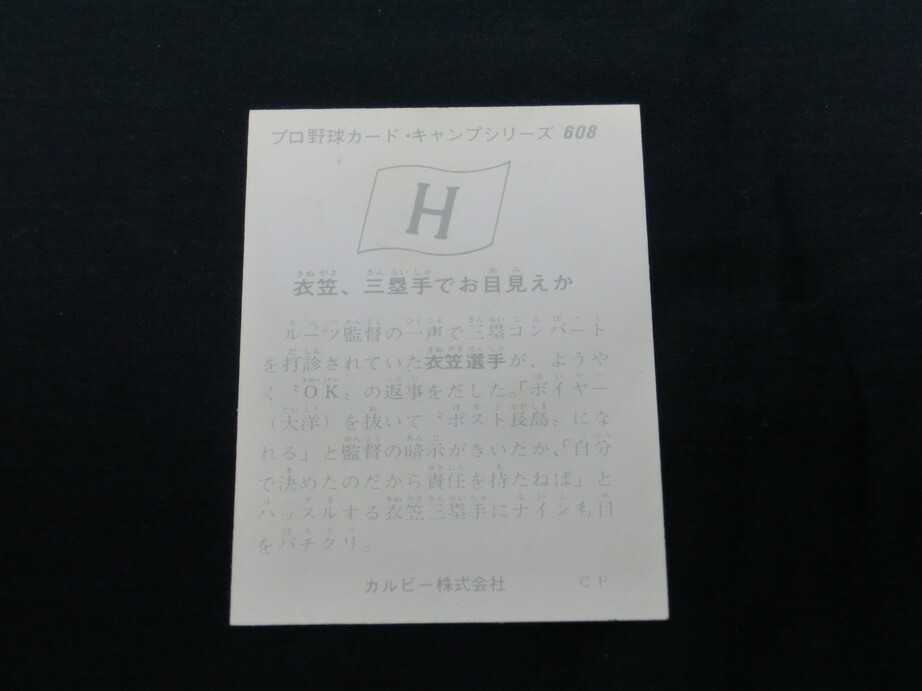 プロ野球カード・キャンプシリーズ 608
H
衣笠、三塁手でお目見えか
ルーツ監督の一声で三塁コンバート
を打診されていた衣笠選手が、ようや
く〝OK〟の返事をだした。「ボイヤー
(大洋)を抜いて〝ポスト長島〟にな
れる」と監督の暗示がきいたか、「自分
で決めたのだから責任を持たねば」と
ハッスルする衣笠三塁手にナインも目
をパチクリ。
カルビー株式会社 CP